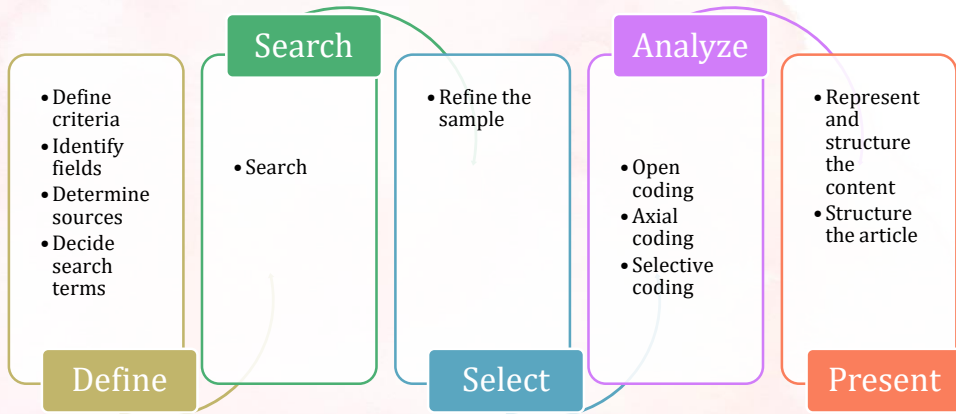 • Define
criteria
• Identify
fields
• Determine
sources
• Decide
search
terms
Define
Search
• Search
• Refine the
sample
Select
Analyze
• Open
coding
• Axial
coding
• Selective
coding
• Represent
and
structure
the
content
• Structure
the article
Present